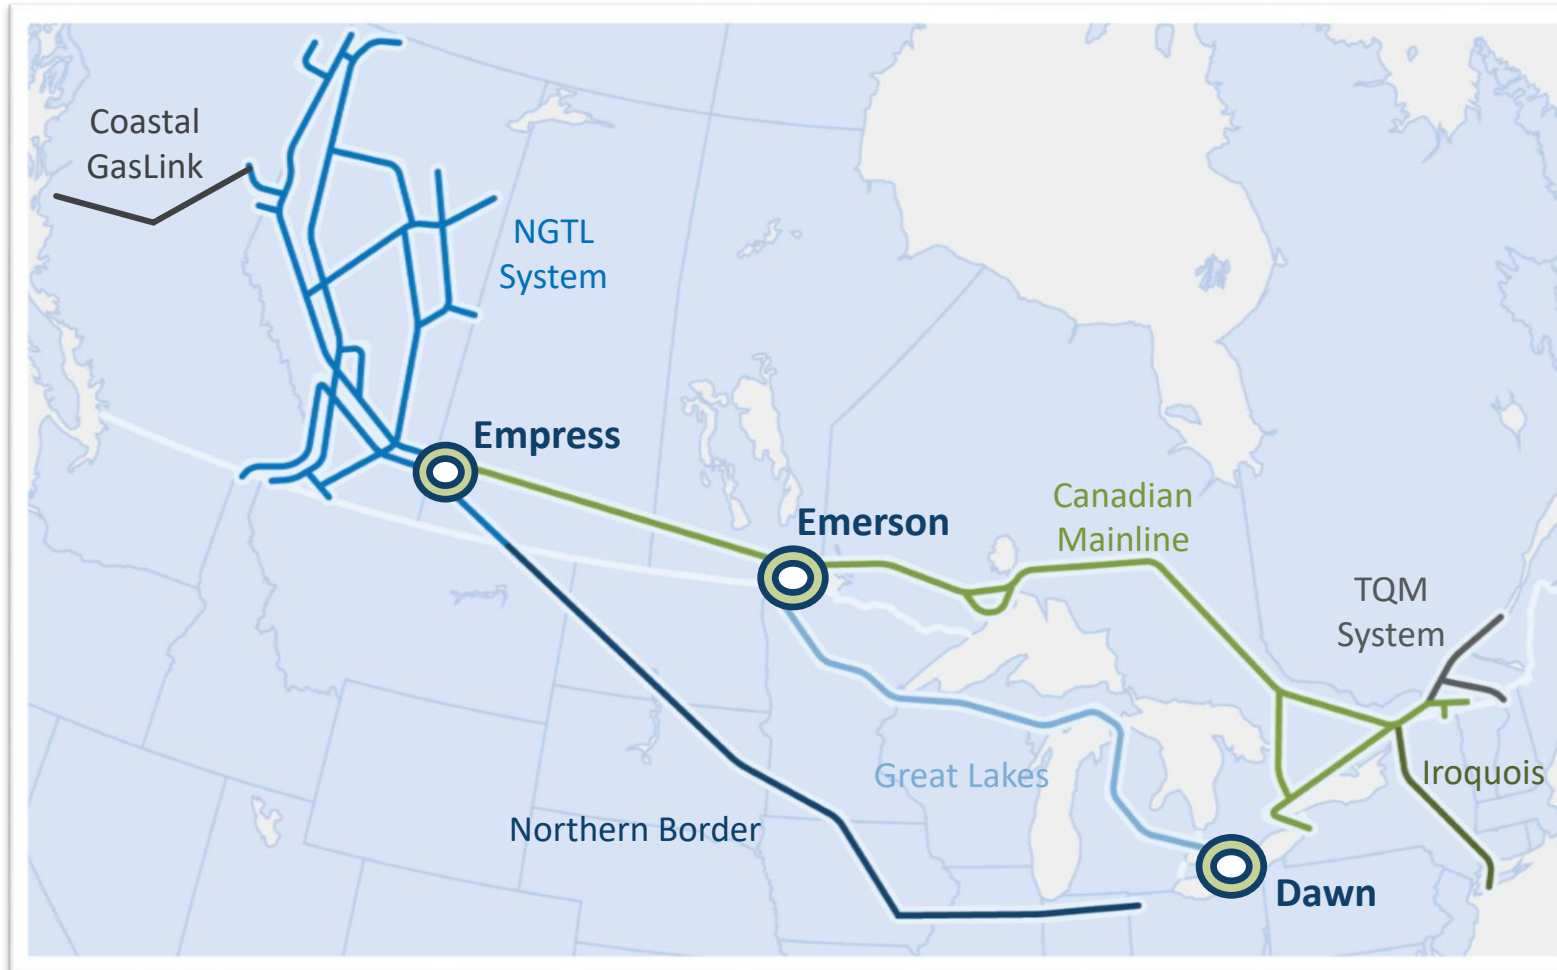 Coastal
GasLink
NGTL
System
Empress
Emerson
Canadian
Mainline
TQM
System
Great Lakes
Iroquois
Northern Border
Dawn